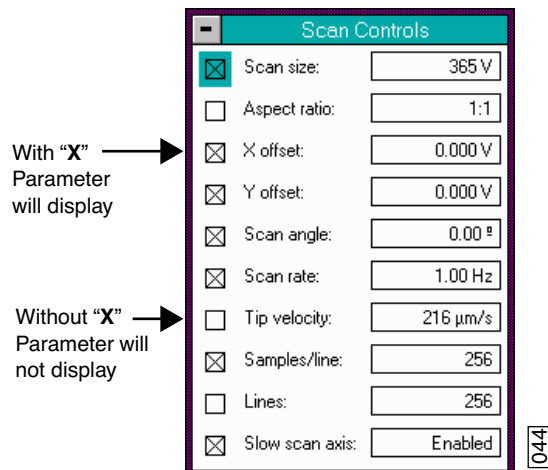 Scan Controls
Scan size: 365 V
Aspect ratio: 1:1
With “X”
Parameter
will display
X offset: 0.000 V
Y offset: 0.000 V
Scan angle: 0.00 º
Scan rate: 1.00 Hz
Without “X”
Parameter will
not display
Tip velocity: 216 µm/s
Samples/line: 256
Lines: 256
Slow scan axis: Enabled
044